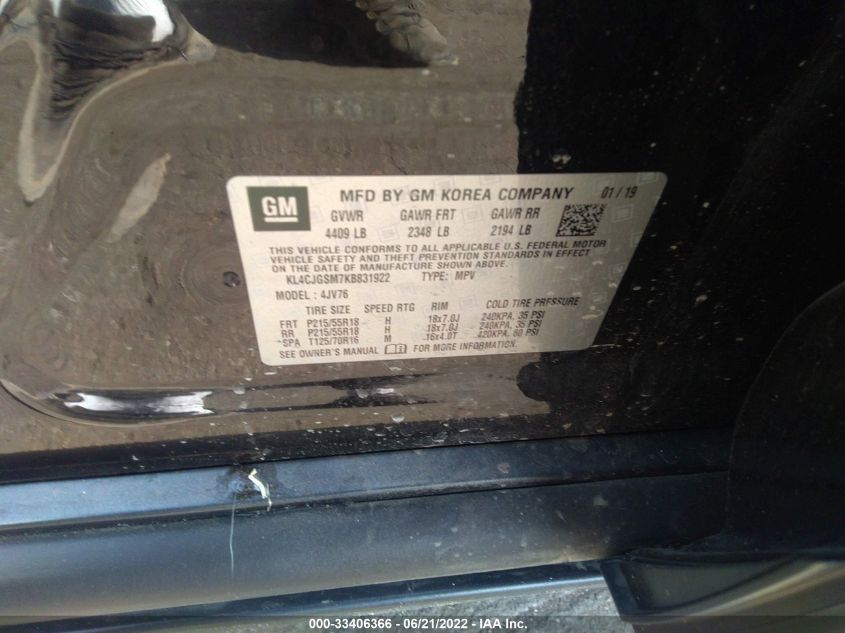 GM MFD BY GM KOREA COMPANY 01 / 19
GVWR GAWR FRT GAWR RR
4409 LB 2348 LB 2194 LB
THIS VEHICLE CONFORMS TO ALL APPLICABLE U.S. FEDERAL MOTOR
VEHICLE SAFETY AND THEFT PREVENTION STANDARDS IN EFFECT
ON THE DATE OF MANUFACTURE SHOWN ABOVE.
KL4CJGSM7KB831922 TYPE: MPV
MODEL : 4JV76
TIRE SIZE SPEED RTG RIM COLD TIRE PRESSURE
FRT P215/55R18 H 18x7.0J 240KPA, 35 PSI
RR P215/55R18 H 18x7.0J 240KPA, 35 PSI
*SPA T125/70R16 M 16x4.0T 420KPA, 60 PSI
SEE OWNER'S MANUAL FOR MORE INFORMATION.
000-33406366 - 06/21/2022 - IAA Inc.